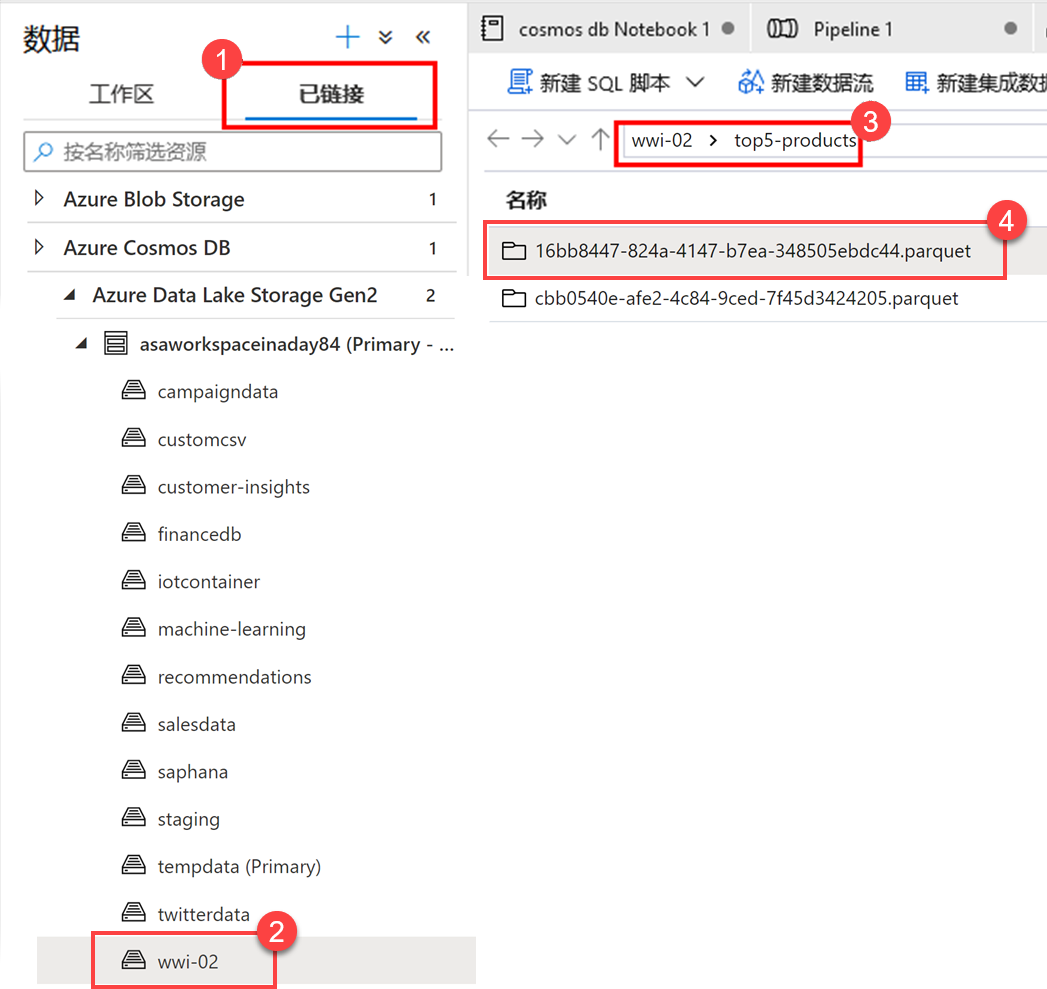 数据
1
工作区
已链接
按名称筛选资源
Azure Blob Storage 1
Azure Cosmos DB 1
Azure Data Lake Storage Gen2 2
asaworkspaceinaday84 (Primary - ...
campaigndata
customcsv
customer-insights
financedb
iotcontainer
machine-learning
recommendations
salesdata
saphana
staging
tempdata (Primary)
twitterdata
2
wwi-02
cosmos db Notebook 1
Pipeline 1
新建 SQL 脚本
新建数据流
新建集成数据
3
wwi-02 > top5-products
名称
4
16bb8447-824a-4147-b7ea-348505ebdc44.parquet
cbb0540e-afe2-4c84-9ced-7f45d3424205.parquet